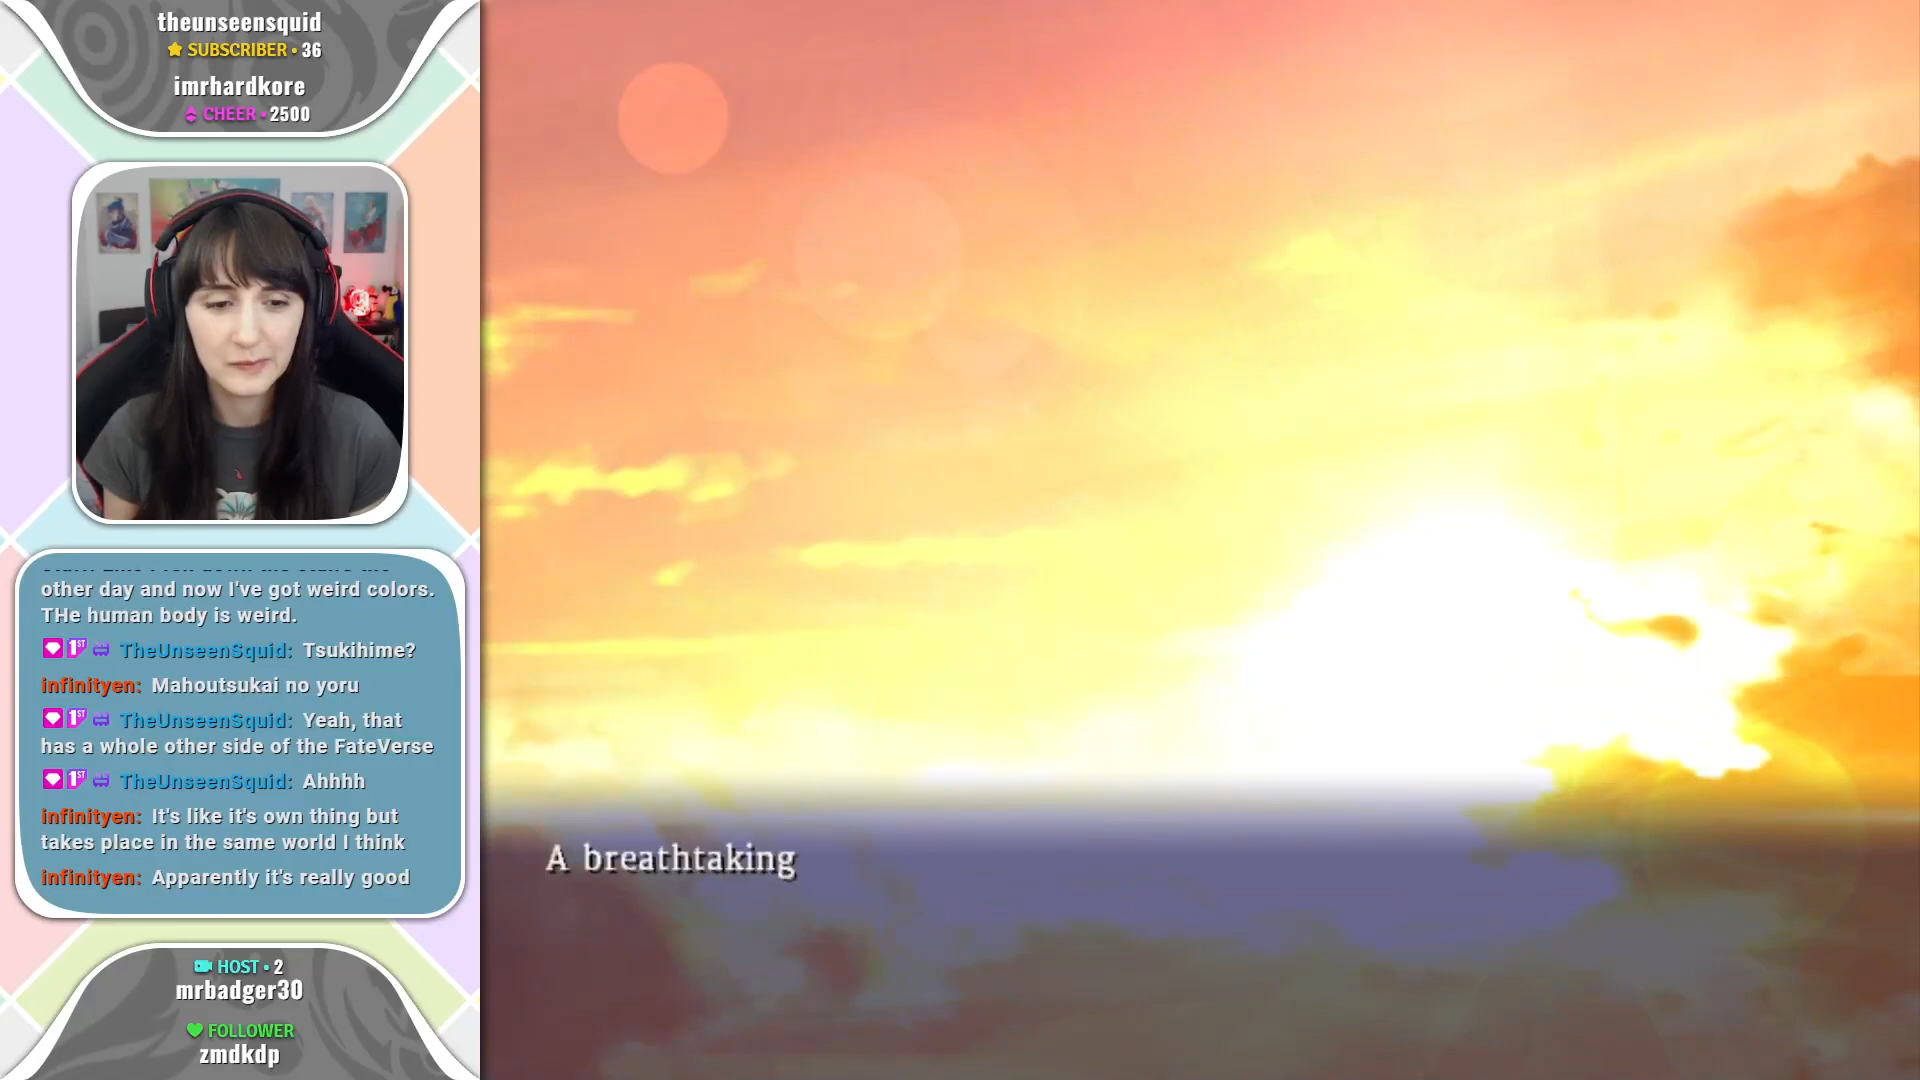 theunseensquid
SUBSCRIBER • 36
imrhardkore
CHEER • 2500
other day and now I've got weird colors.
THe human body is weird.
1ST TheUnseenSquid: Tsukihime?
infinityen: Mahoutsukai no yoru
1ST TheUnseenSquid: Yeah, that
has a whole other side of the FateVerse
1ST TheUnseenSquid: Ahhhh
infinityen: It's like it's own thing but
takes place in the same world I think
infinityen: Apparently it's really good
HOST • 2
mrbadger30
FOLLOWER
zmdkdp
A breathtaking